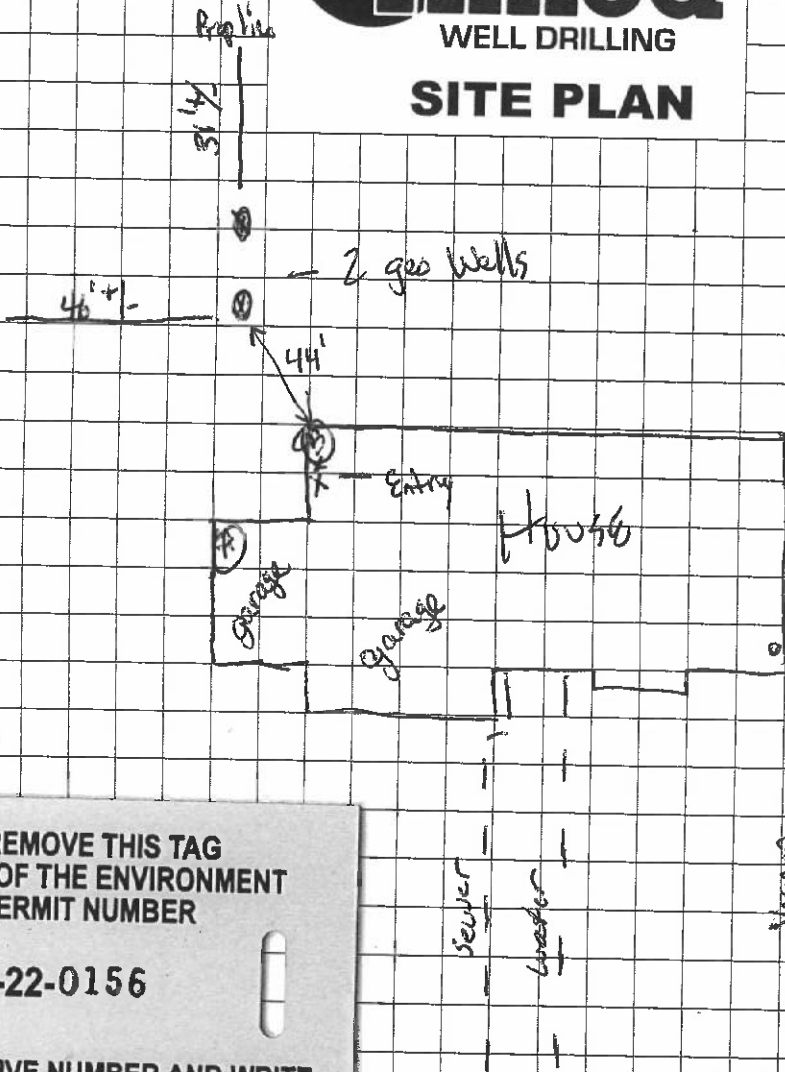 WELL DRILLING
SITE PLAN
Prop line
31' +/-
2 geo Wells
40' +/-
44'
B
Entry
House
A
garage
garage
Sewer
water
REMOVE THIS TAG
OF THE ENVIRONMENT
ERMIT NUMBER
-22-0156
OVE NUMBER AND WRITE